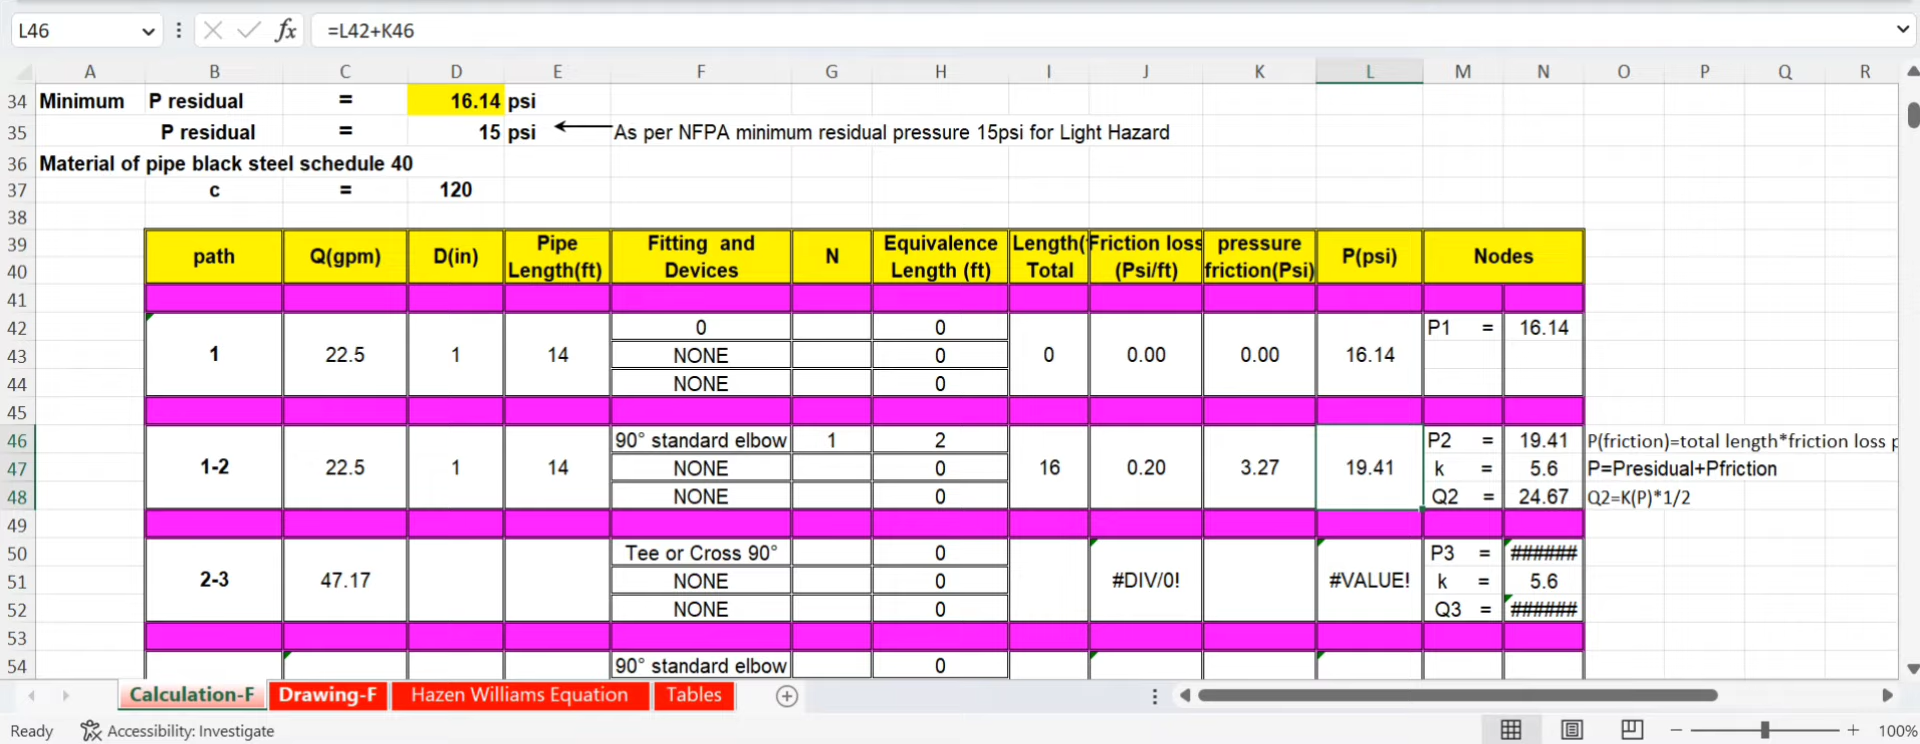 L46 fx =L42+K46
A B C D E F G H I J K L M N O P Q R
34 Minimum P residual = 16.14 psi
35 P residual = 15 psi As per NFPA minimum residual pressure 15psi for Light Hazard
36 Material of pipe black steel schedule 40
37 c = 120
38
39 path Q(gpm) D(in) Pipe Fitting and N Equivalence Length( Friction loss pressure P(psi) Nodes
40 Length(ft) Devices Length (ft) Total (Psi/ft) friction(Psi)
41
42 0 0 P1 = 16.14
43 1 22.5 1 14 NONE 0 0 0.00 0.00 16.14
44 NONE 0
45
46 90° standard elbow 1 2 P2 = 19.41 P(friction)=total length*friction loss p
47 1-2 22.5 1 14 NONE 0 16 0.20 3.27 19.41 k = 5.6 P=Presidual+Pfriction
48 NONE 0 Q2 = 24.67 Q2=K(P)*1/2
49
50 Tee or Cross 90° 0 P3 = ######
51 2-3 47.17 NONE 0 #DIV/0! #VALUE! k = 5.6
52 NONE 0 Q3 = ######
53
54 90° standard elbow 0
Calculation-F Drawing-F Hazen Williams Equation Tables
Ready Accessibility: Investigate 100%